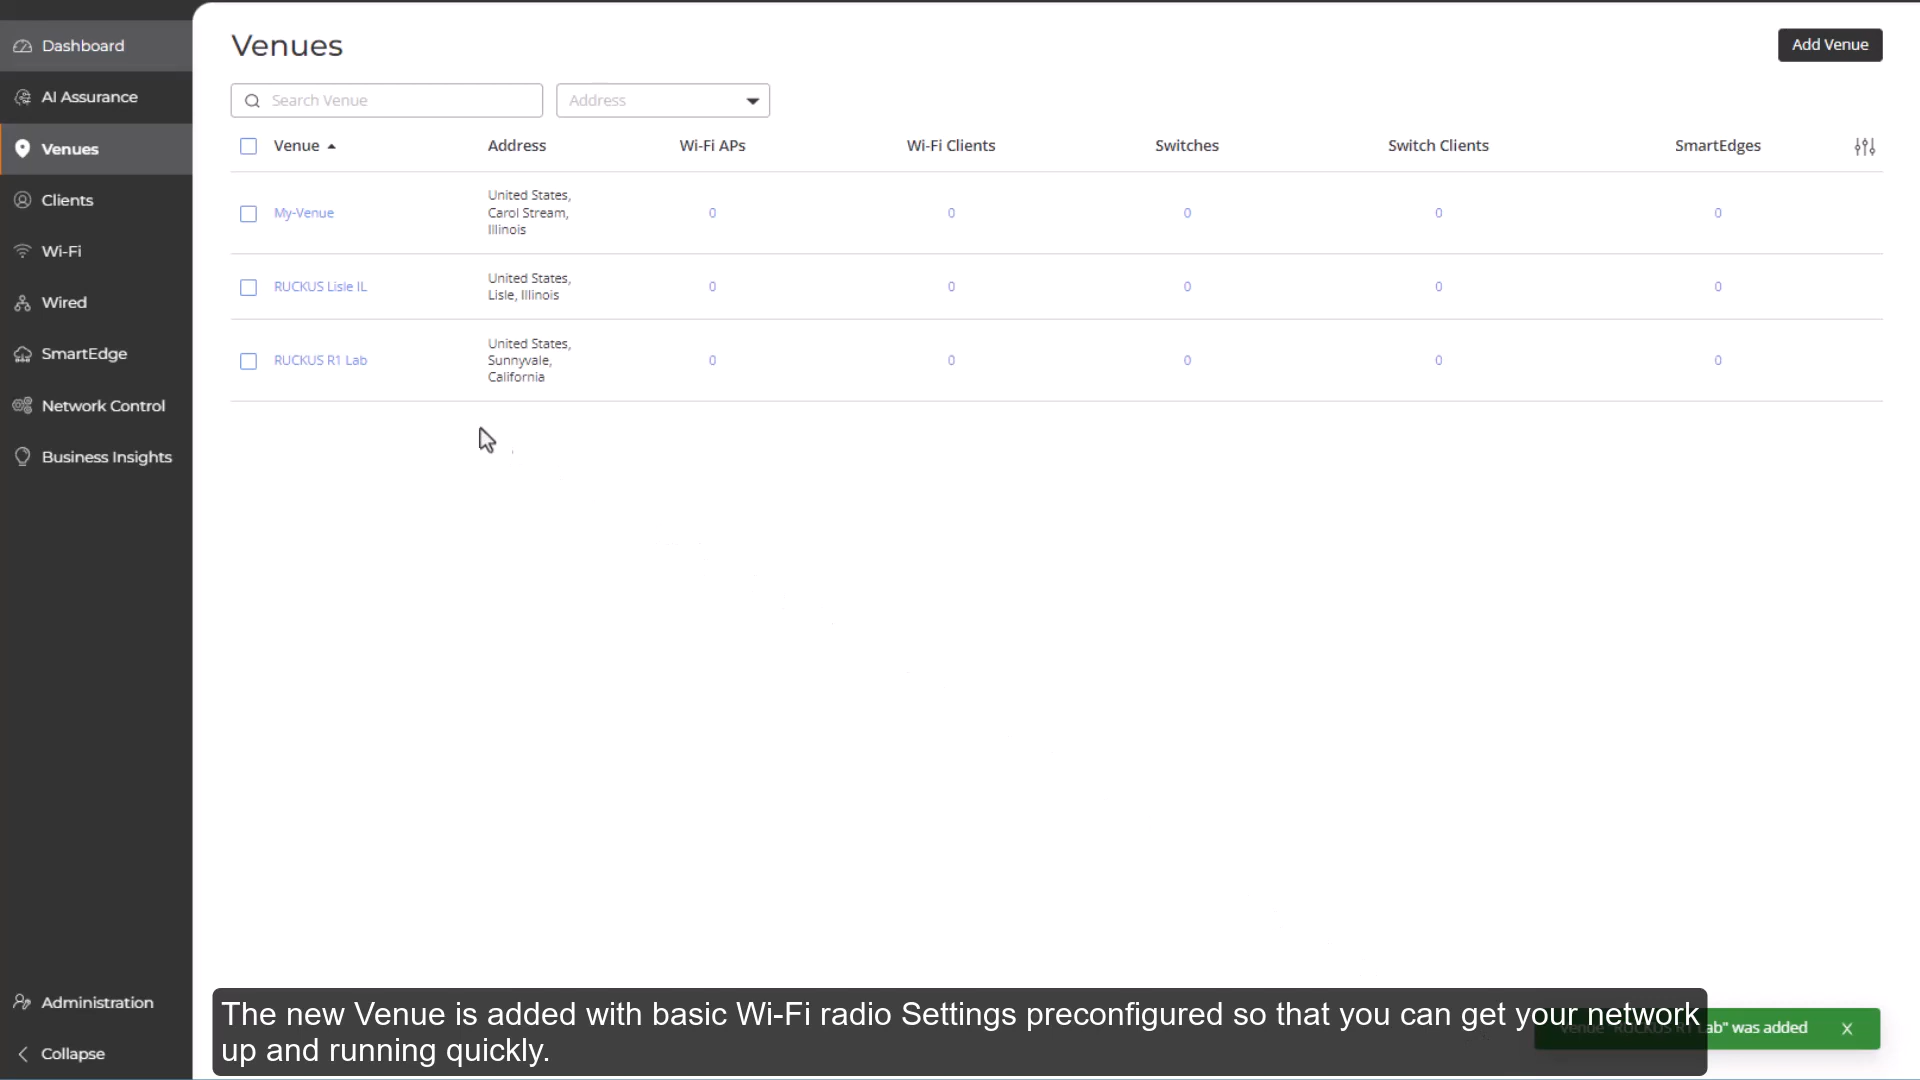 Dashboard
AI Assurance
Venues
Clients
Wi-Fi
Wired
SmartEdge
Network Control
Business Insights
Administration
Collapse
Venues
Add Venue
Search Venue
Address
Venue Address Wi-Fi APs Wi-Fi Clients Switches Switch Clients SmartEdges
My-Venue United States, Carol Stream, Illinois 0 0 0 0 0
RUCKUS Lisle IL United States, Lisle, Illinois 0 0 0 0 0
RUCKUS R1 Lab United States, Sunnyvale, California 0 0 0 0 0
Venue "RUCKUS R1 Lab" was added X
The new Venue is added with basic Wi-Fi radio Settings preconfigured so that you can get your network
up and running quickly.